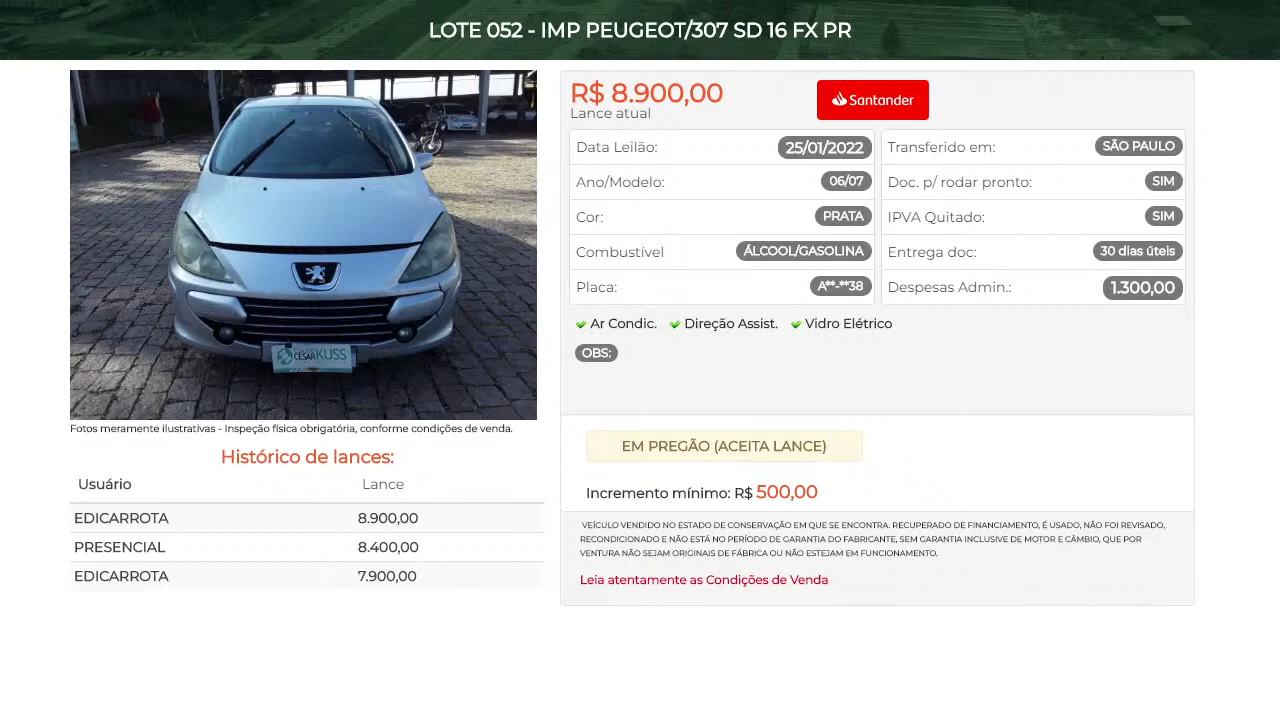 LOTE 052 - IMP PEUGEOT/307 SD 16 FX PR
CESAR KUSS
Fotos meramente ilustrativas - Inspeção física obrigatória, conforme condições de venda.
Histórico de lances:
Usuário Lance
EDICARROTA 8.900,00
PRESENCIAL 8.400,00
EDICARROTA 7.900,00
R$ 8.900,00
Lance atual
Santander
Data Leilão: 25/01/2022
Ano/Modelo: 06/07
Cor: PRATA
Combustível ÁLCOOL/GASOLINA
Placa: A**-**38
Transferido em: SÃO PAULO
Doc. p/ rodar pronto: SIM
IPVA Quitado: SIM
Entrega doc: 30 dias úteis
Despesas Admin.: 1.300,00
Ar Condic. Direção Assist. Vidro Elétrico
OBS:
EM PREGÃO (ACEITA LANCE)
Incremento mínimo: R$ 500,00
VEÍCULO VENDIDO NO ESTADO DE CONSERVAÇÃO EM QUE SE ENCONTRA. RECUPERADO DE FINANCIAMENTO, É USADO, NÃO FOI REVISADO,
RECONDICIONADO E NÃO ESTÁ NO PERÍODO DE GARANTIA DO FABRICANTE, SEM GARANTIA INCLUSIVE DE MOTOR E CÂMBIO, QUE POR
VENTURA NÃO SEJAM ORIGINAIS DE FÁBRICA OU NÃO ESTEJAM EM FUNCIONAMENTO.
Leia atentamente as Condições de Venda